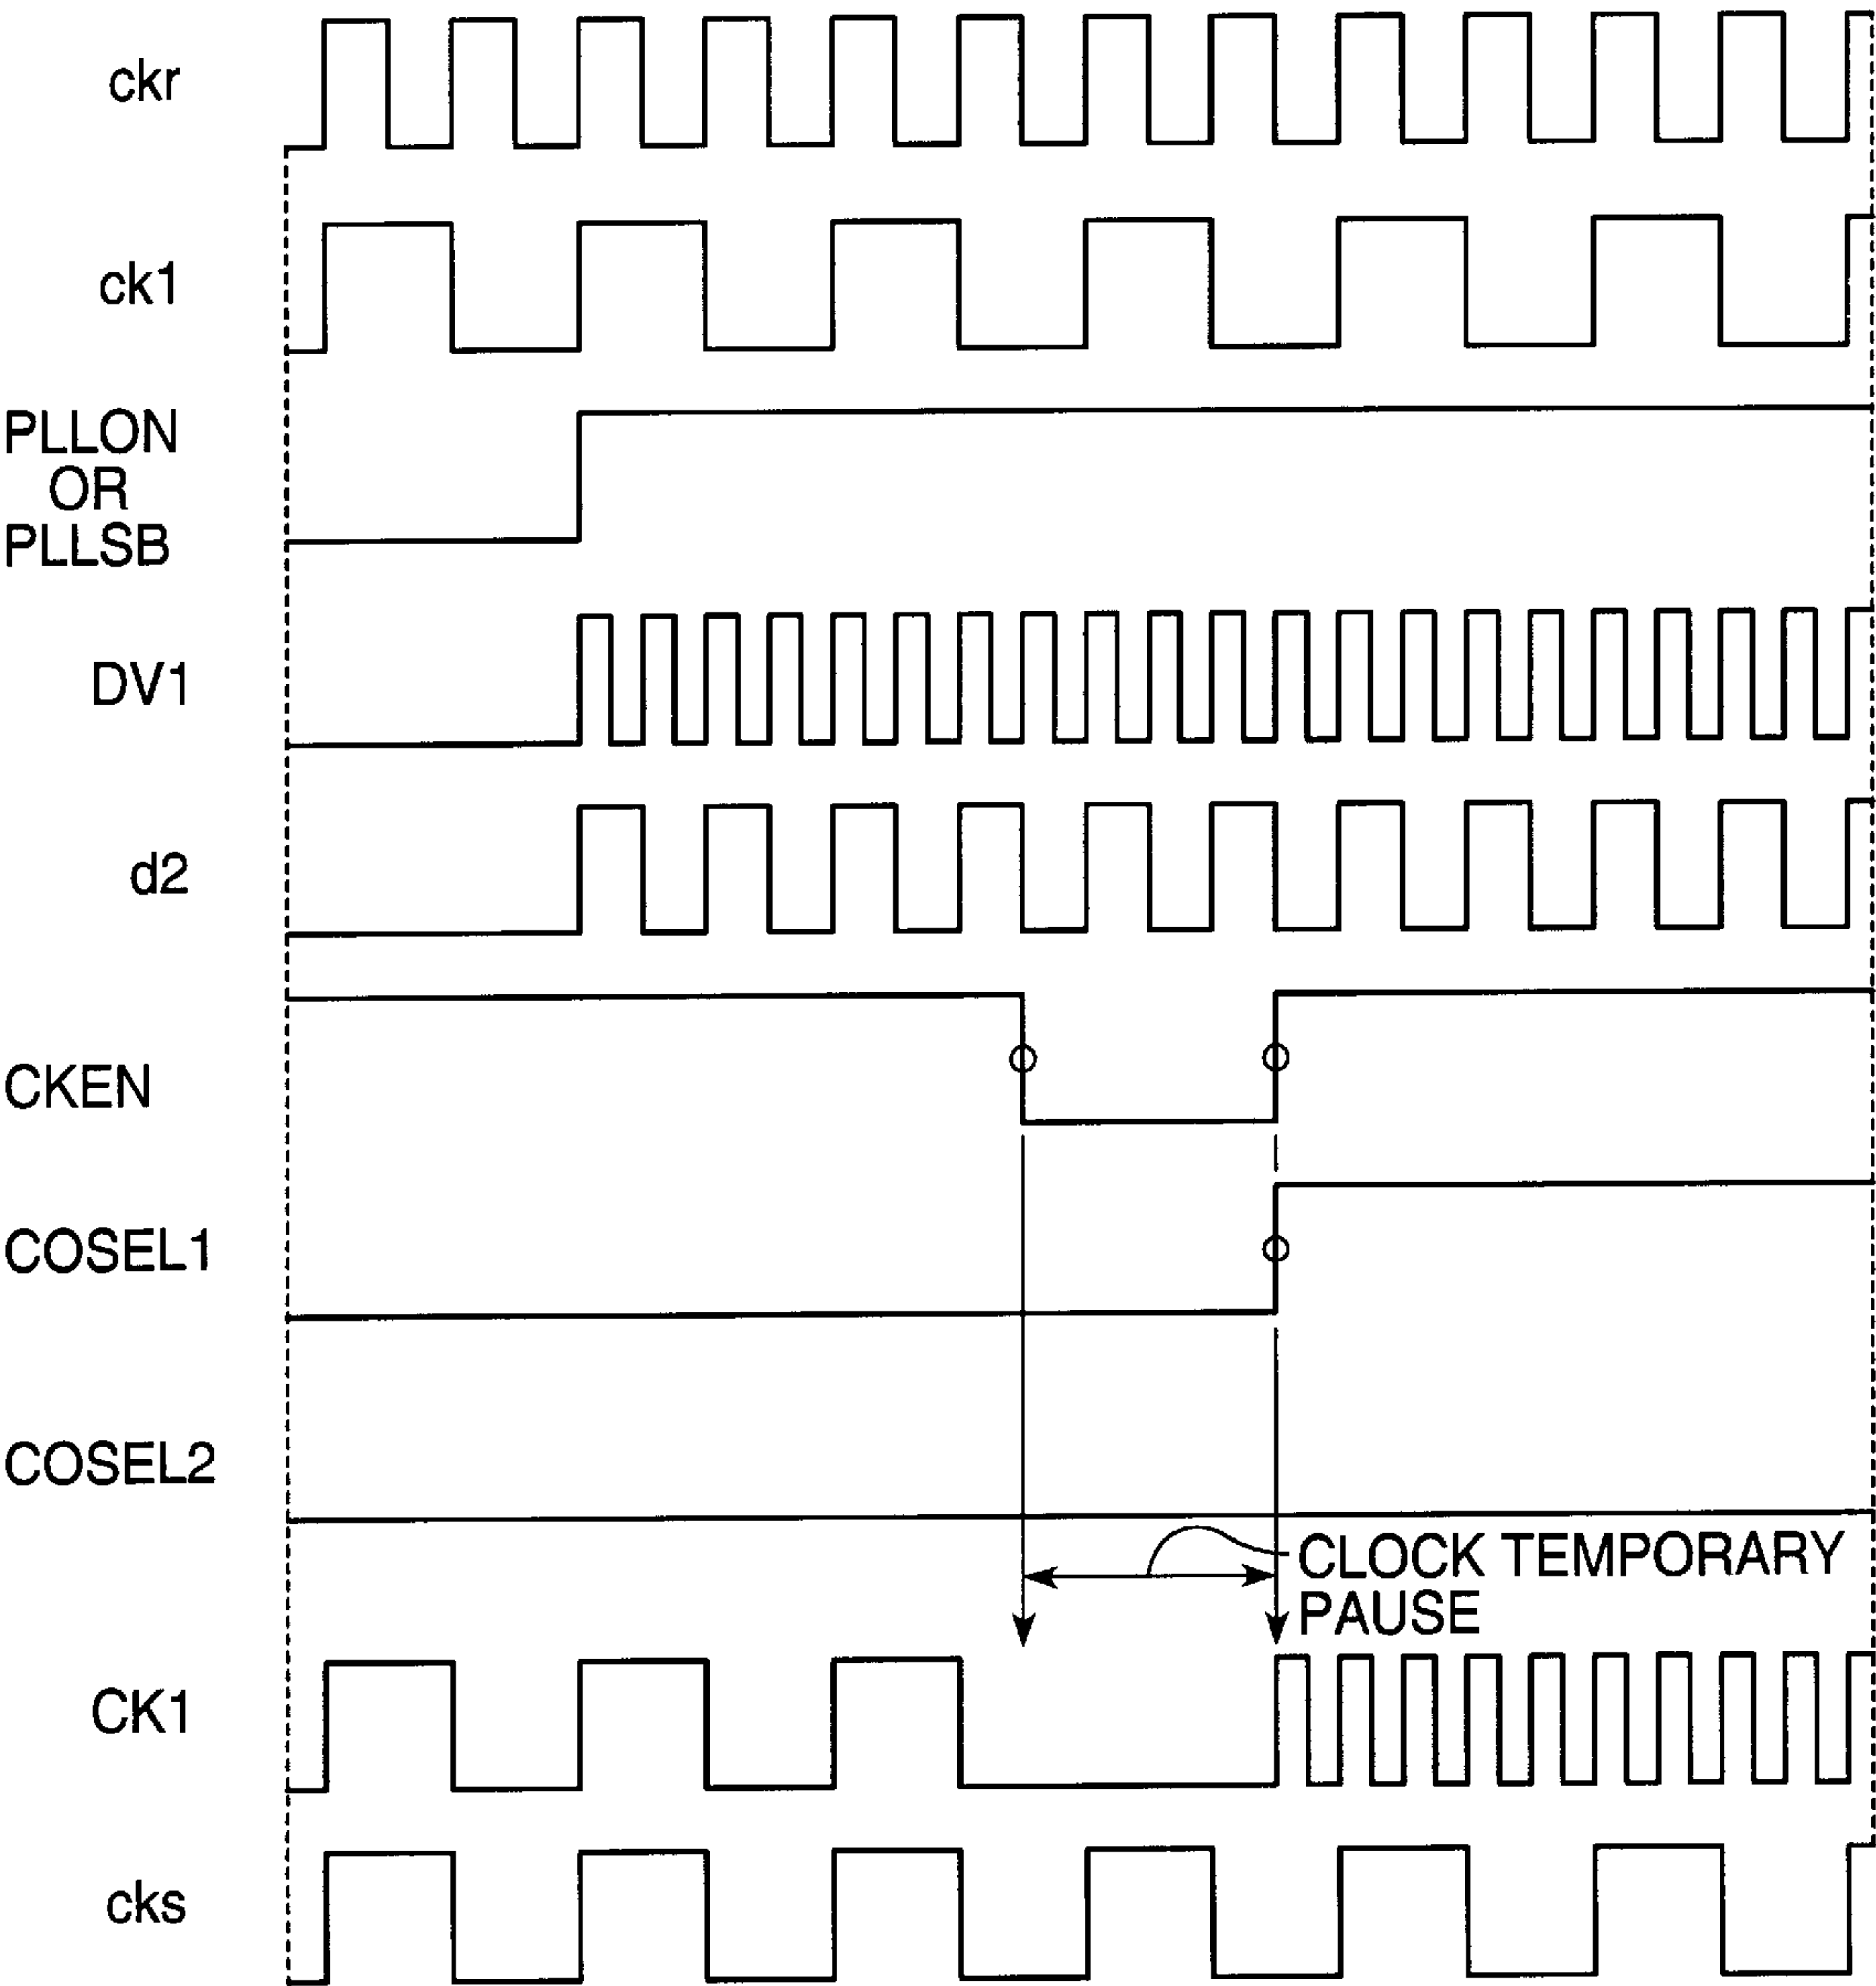 ckr
ck1
PLLON
OR
PLLSB
DV1
d2
CKEN
COSEL1
COSEL2
CLOCK TEMPORARY
PAUSE
CK1
cks